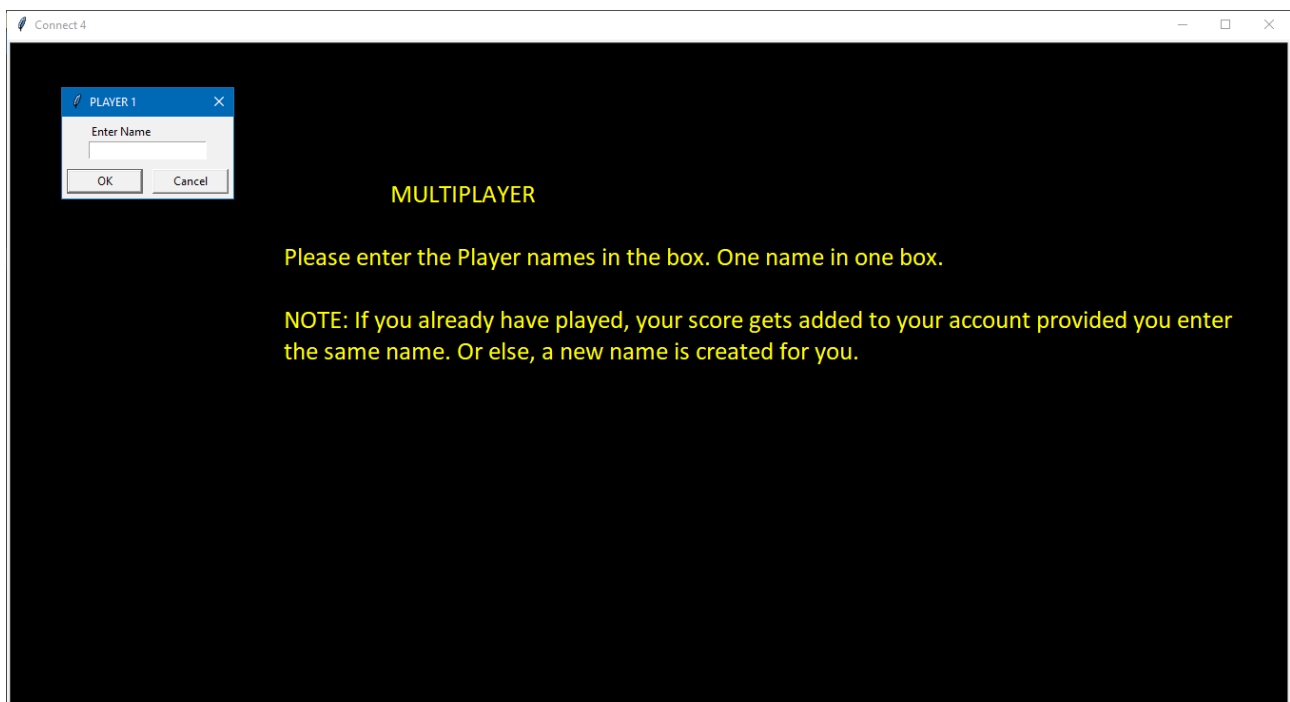 Connect 4
PLAYER 1
Enter Name
OK Cancel
MULTIPLAYER
Please enter the Player names in the box. One name in one box.
NOTE: If you already have played, your score gets added to your account provided you enter
the same name. Or else, a new name is created for you.